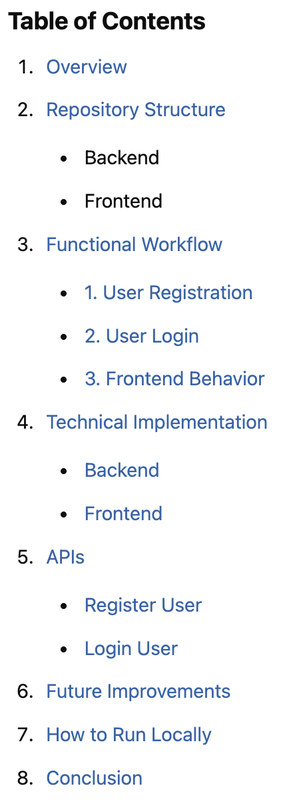 Table of Contents
1. Overview
2. Repository Structure
• Backend
• Frontend
3. Functional Workflow
• 1. User Registration
• 2. User Login
• 3. Frontend Behavior
4. Technical Implementation
• Backend
• Frontend
5. APIs
• Register User
• Login User
6. Future Improvements
7. How to Run Locally
8. Conclusion